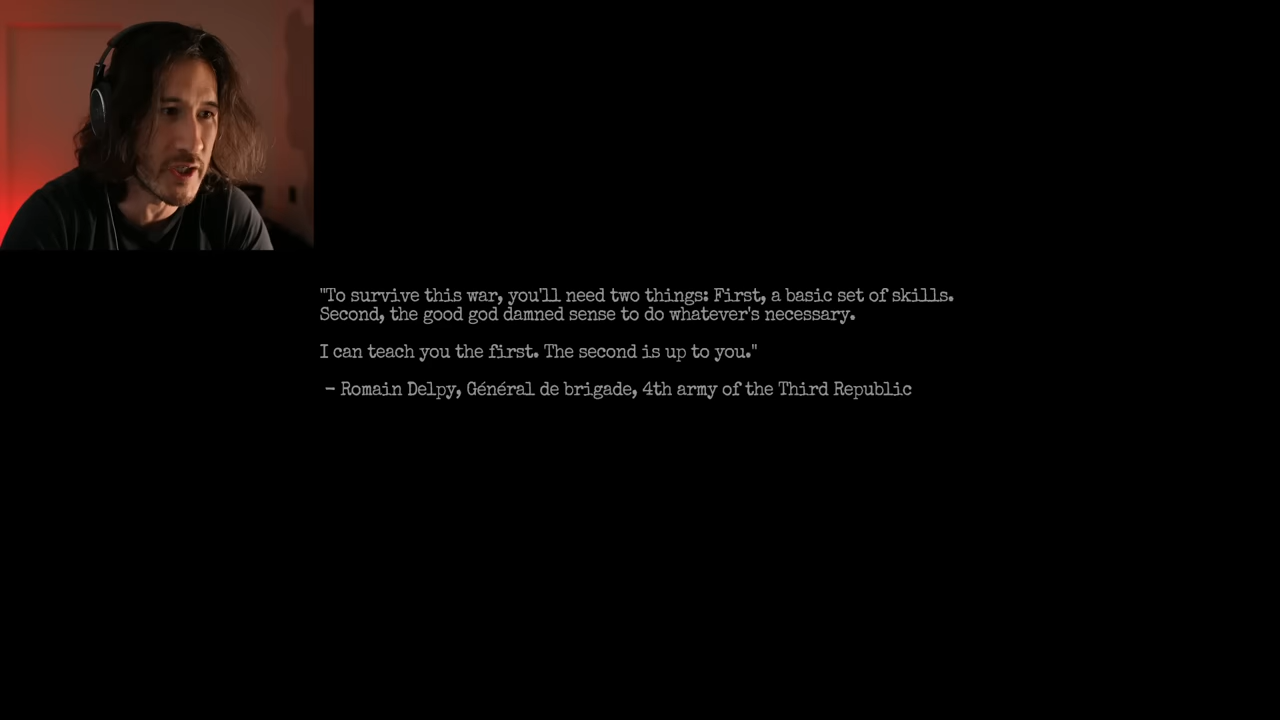 "To survive this war, you'll need two things: First, a basic set of skills.
Second, the good god damned sense to do whatever's necessary.
I can teach you the first. The second is up to you."
– Romain Delpy, Général de brigade, 4th army of the Third Republic